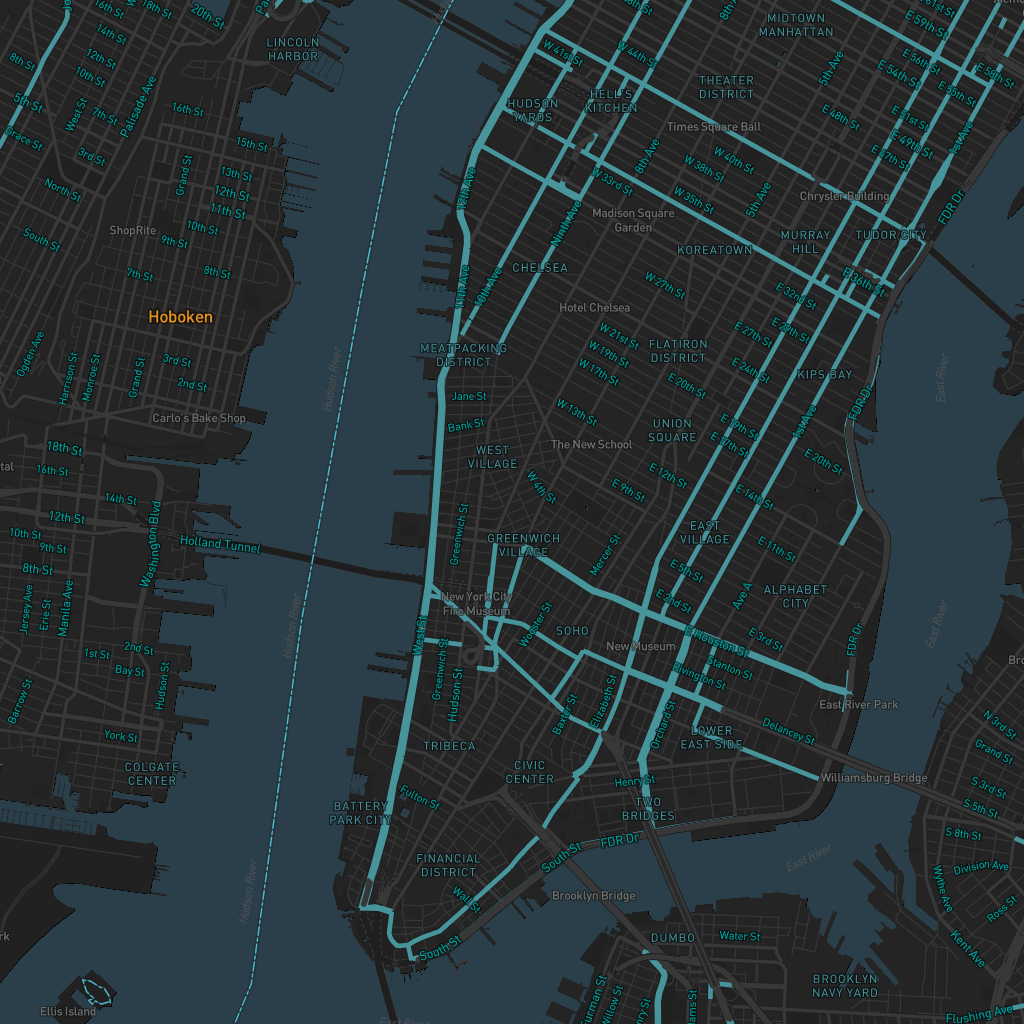 16th St
14th St
20th St
LINCOLN
HARBOR
W 41st St
W 44th St
8th Ave
MIDTOWN
MANHATTAN
E 61st St
E 59th St
E 58th St
E 56th St
E 55th St
E 54th St
5th Ave
THEATER
DISTRICT
HELL'S
KITCHEN
HUDSON
YARDS
8th St
12th St
10th St
5th St
7th St
West St
Palisade Ave
16th St
Grace St
3rd St
North St
South St
Grand St
15th St
13th St
12th St
11th St
10th St
9th St
8th St
7th St
ShopRite
Times Square Ball
E 48th St
E 51st St
E 49th St
E 47th St
1st Ave
FDR Dr
W 40th St
W 38th St
W 35th St
W 33rd St
8th Ave
5th Ave
Chrysler Building
12th Ave
Ninth Ave
Madison Square
Garden
MURRAY
HILL
TUDOR CITY
KOREATOWN
CHELSEA
11th Ave
10th Ave
W 27th St
E 36th St
E 32nd St
E 29th St
E 27th St
E 24th St
Hotel Chelsea
Hoboken
W 21st St
W 19th St
W 17th St
FLATIRON
DISTRICT
E 20th St
KIPS BAY
MEATPACKING
DISTRICT
Hudson River
East River
Ogden Ave
Harrison St
Monroe St
Grand St
3rd St
2nd St
Carlo's Bake Shop
Jane St
Bank St
W 13th St
The New School
UNION
SQUARE
E 19th St
E 17th St
1st Ave
FDR Dr
E 20th St
WEST
VILLAGE
W 4th St
E 12th St
E 9th St
E 14th St
18th St
16th St
14th St
12th St
10th St
9th St
8th St
Holland Tunnel
Washington Blvd
Greenwich St
GREENWICH
VILLAGE
Mercer St
EAST
VILLAGE
E 11th St
E 5th St
E 2nd St
Ave A
ALPHABET
CITY
Jersey Ave
Erie St
Manila Ave
New York City
Fire Museum
Wooster St
SOHO
New Museum
E Houston St
E 3rd St
FDR Dr
East River
Hudson River
1st St
2nd St
Bay St
Hudson St
Barrow St
York St
COLGATE
CENTER
West St
Greenwich St
Hudson St
Baxter St
Elizabeth St
Orchard St
Stanton St
Rivington St
East River Park
Delancey St
LOWER
EAST SIDE
N 3rd St
Grand St
S 3rd St
S 5th St
S 8th St
TRIBECA
CIVIC
CENTER
Henry St
TWO
BRIDGES
Williamsburg Bridge
Fulton St
BATTERY
PARK CITY
FINANCIAL
DISTRICT
Wall St
South St
FDR Dr
South St
Brooklyn Bridge
East River
Division Ave
Wythe Ave
Ross St
Kent Ave
Hudson River
DUMBO
Water St
BROOKLYN
NAVY YARD
Willow St
Flushing Ave
Ellis Island